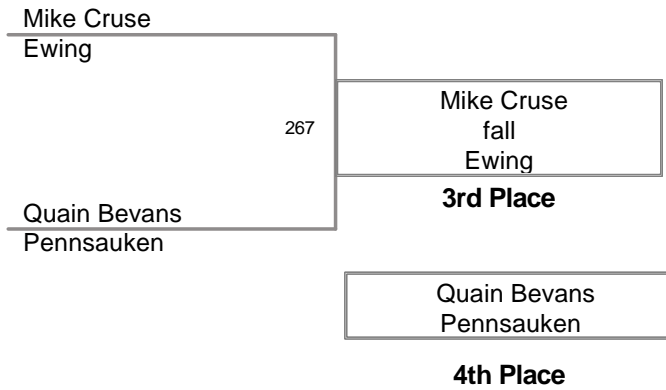 Mike Cruse
Ewing
267
Mike Cruse
fall
Ewing
3rd Place
Quain Bevans
Pennsauken
Quain Bevans
Pennsauken
4th Place